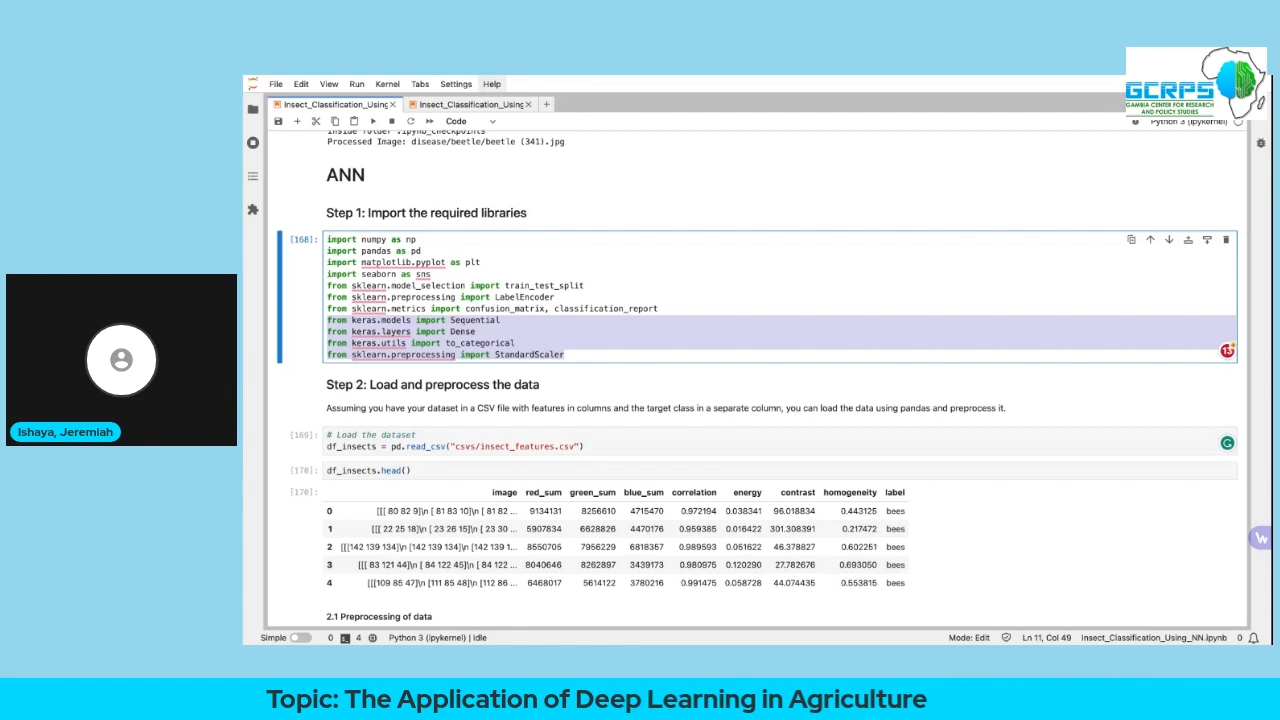 GCRPS
GAMBIA CENTER FOR RESEARCH
AND POLICY STUDIES
File Edit View Run Kernel Tabs Settings Help
Insect_Classification_Using Insect_Classification_Using
Code
Python 3 (ipykernel)
Inside folder .ipynb_checkpoints
Processed Image: disease/beetle/beetle (341).jpg
ANN
Step 1: Import the required libraries
[168]: import numpy as np
import pandas as pd
import matplotlib.pyplot as plt
import seaborn as sns
from sklearn.model_selection import train_test_split
from sklearn.preprocessing import LabelEncoder
from sklearn.metrics import confusion_matrix, classification_report
from keras.models import Sequential
from keras.layers import Dense
from keras.utils import to_categorical
from sklearn.preprocessing import StandardScaler
13
Step 2: Load and preprocess the data
Assuming you have your dataset in a CSV file with features in columns and the target class in a separate column, you can load the data using pandas and preprocess it.
[169]: # Load the dataset
df_insects = pd.read_csv("csvs/insect_features.csv")
[170]: df_insects.head()
[170]: image red_sum green_sum blue_sum correlation energy contrast homogeneity label
0 [[[ 80 82 9]\n [ 81 83 10]\n [ 81 82 ... 9134131 8256610 4715470 0.972194 0.038341 96.018834 0.443125 bees
1 [[[ 22 25 18]\n [ 23 26 15]\n [ 23 30 ... 5907834 6628826 4470176 0.959385 0.016422 301.308391 0.217472 bees
2 [[[142 139 134]\n [142 139 134]\n [142 139 1... 8550705 7956229 6818357 0.989593 0.051622 46.378827 0.602251 bees
3 [[[ 83 121 44]\n [ 84 122 45]\n [ 84 122 ... 8040646 8262897 3439173 0.980975 0.120290 27.782676 0.693050 bees
4 [[[109 85 47]\n [111 85 48]\n [112 86 ... 6468017 5614122 3780216 0.991475 0.058728 44.074435 0.553815 bees
2.1 Preprocessing of data
Simple 0 4 Python 3 (ipykernel) | Idle Mode: Edit Ln 11, Col 49 Insect_Classification_Using_NN.ipynb 0
Ishaya, Jeremiah
Topic: The Application of Deep Learning in Agriculture